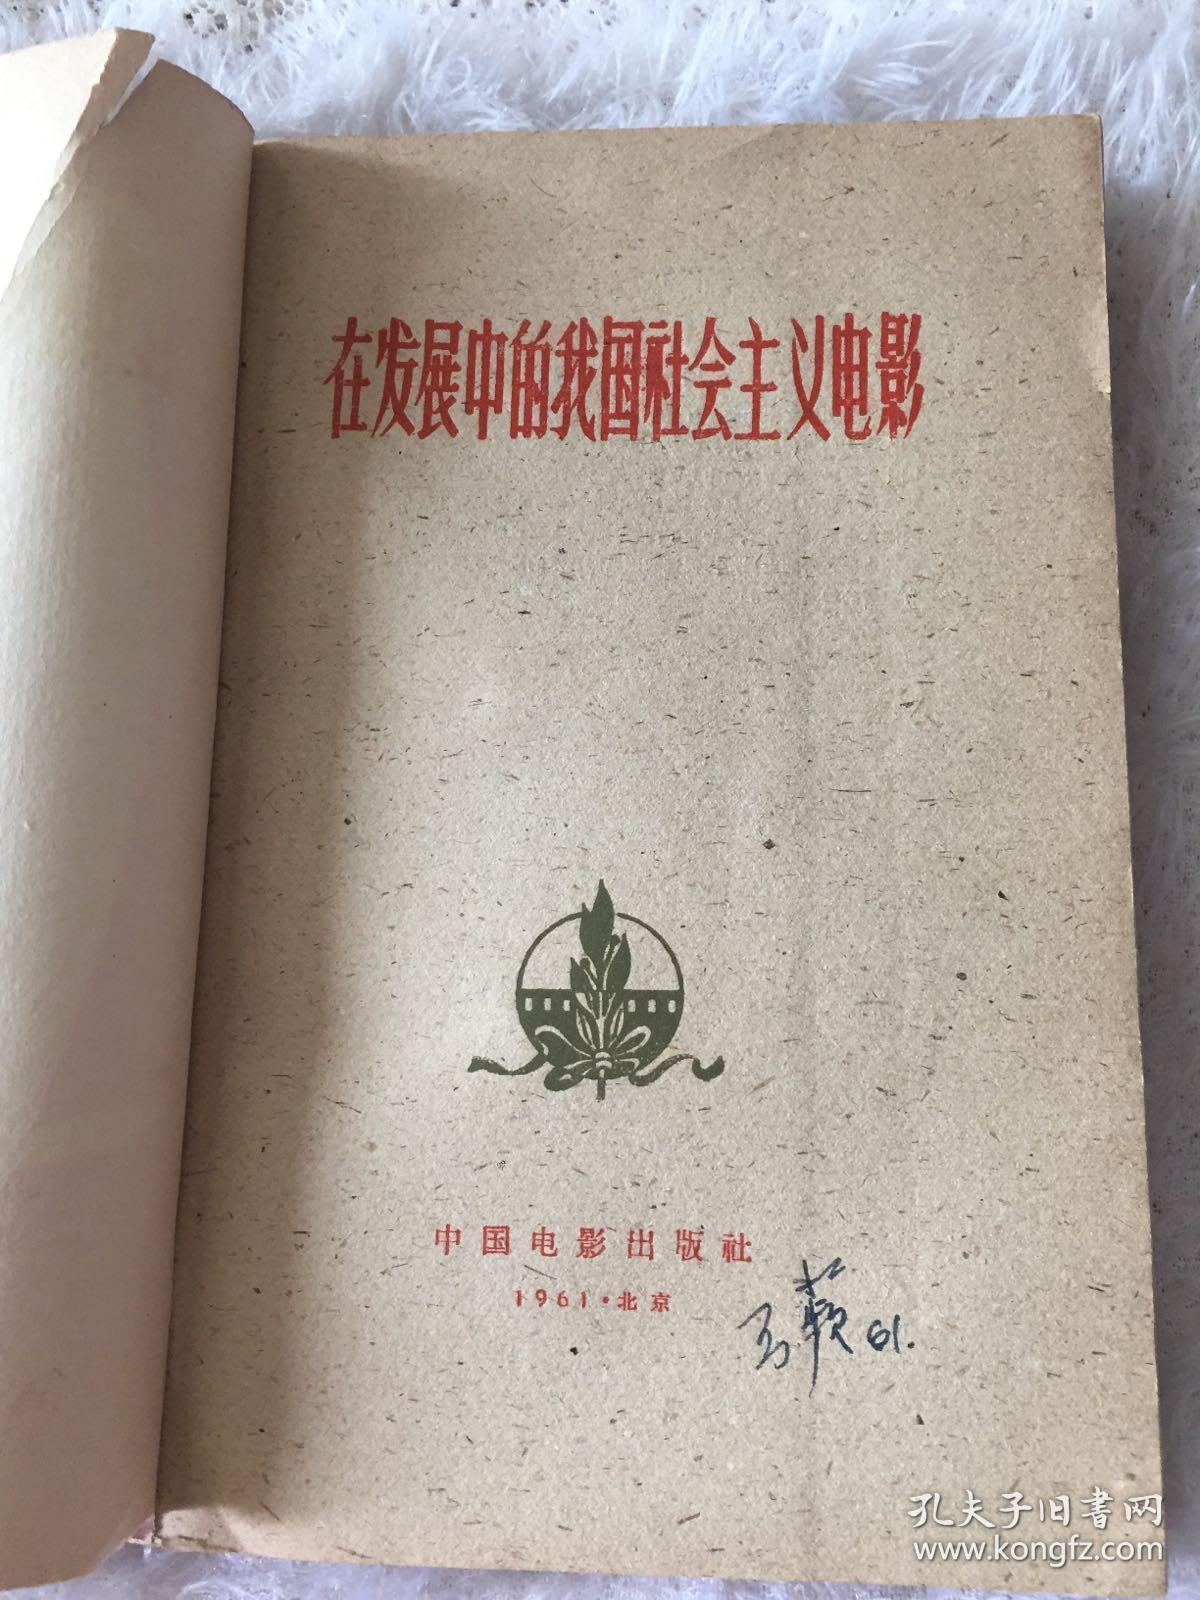 在发展中的我国社会主义电影
中国电影出版社
1961·北京
61.
孔夫子旧书网
www.kongfz.com